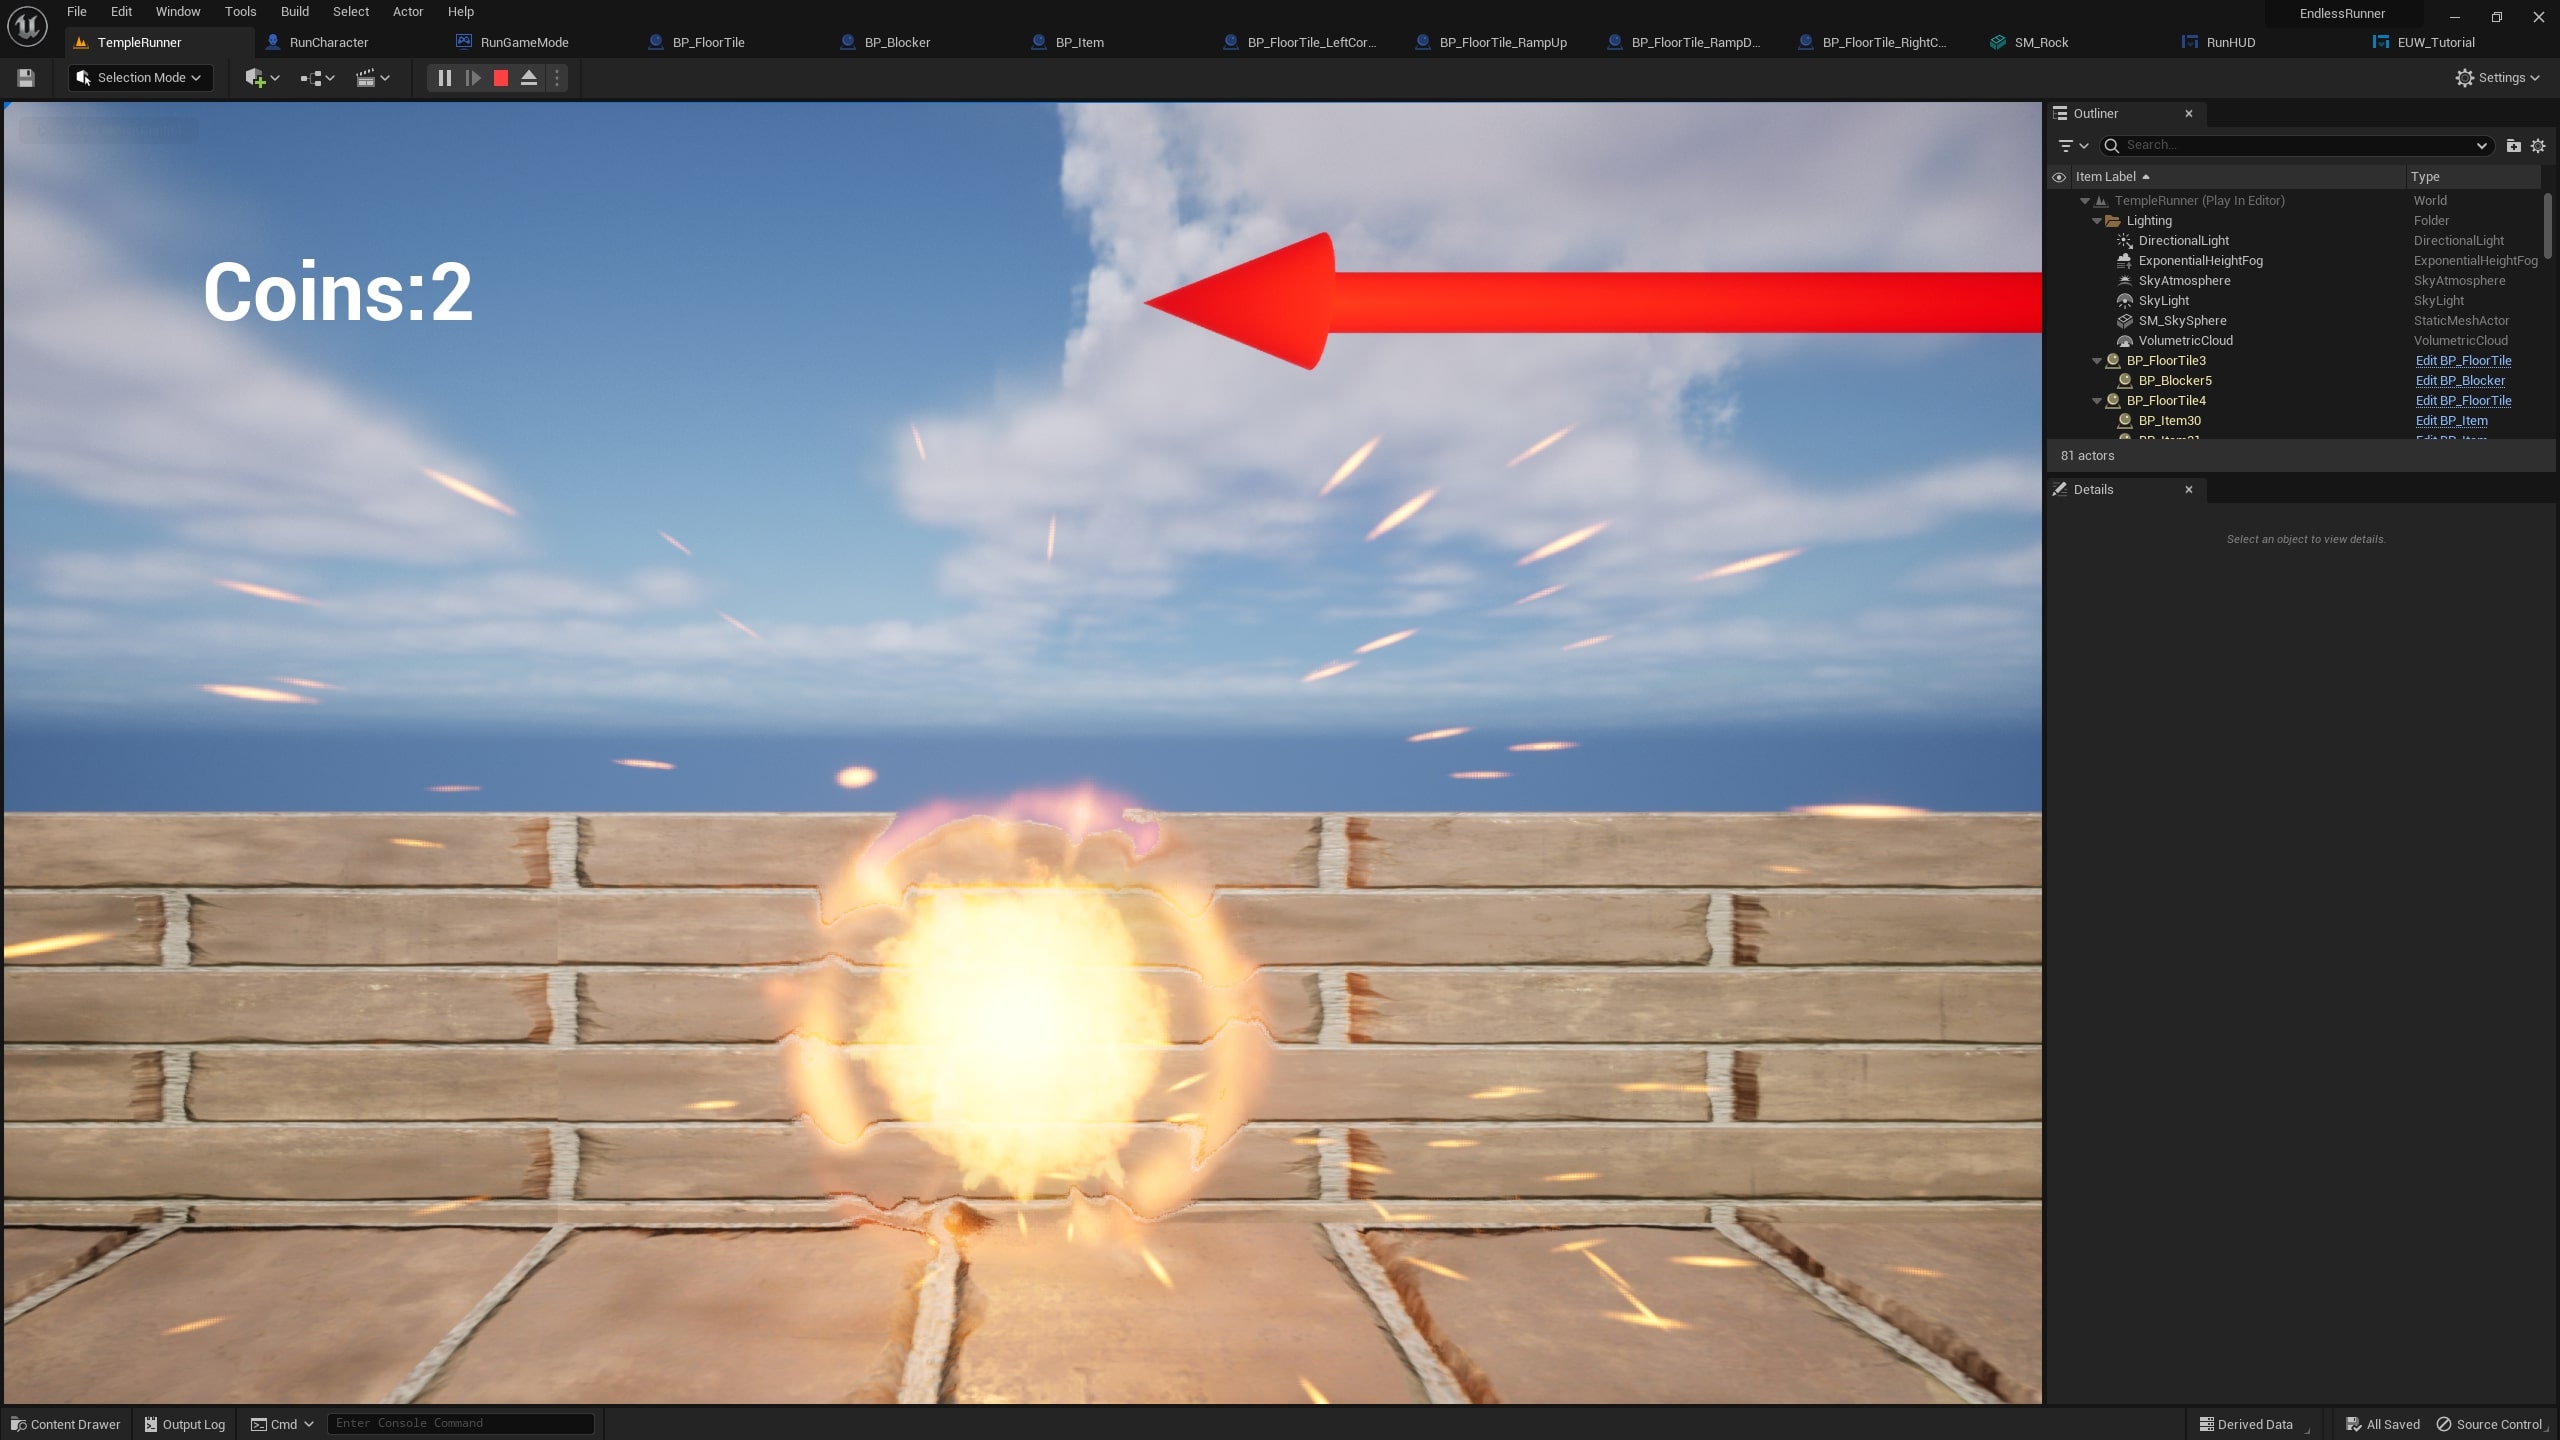 File Edit Window Tools Build Select Actor Help
EndlessRunner
TempleRunner RunCharacter RunGameMode BP_FloorTile BP_Blocker BP_Item BP_FloorTile_LeftCor... BP_FloorTile_RampUp BP_FloorTile_RampD... BP_FloorTile_RightC... SM_Rock RunHUD EUW_Tutorial
Selection Mode
Settings
Coins:2
Outliner
Search...
Item Label Type
TempleRunner (Play In Editor) World
Lighting Folder
DirectionalLight DirectionalLight
ExponentialHeightFog ExponentialHeightFog
SkyAtmosphere SkyAtmosphere
SkyLight SkyLight
SM_SkySphere StaticMeshActor
VolumetricCloud VolumetricCloud
BP_FloorTile3 Edit BP_FloorTile
BP_Blocker5 Edit BP_Blocker
BP_FloorTile4 Edit BP_FloorTile
BP_Item30 Edit BP_Item
81 actors
Details
Select an object to view details.
Content Drawer Output Log Cmd Enter Console Command Derived Data All Saved Source Control